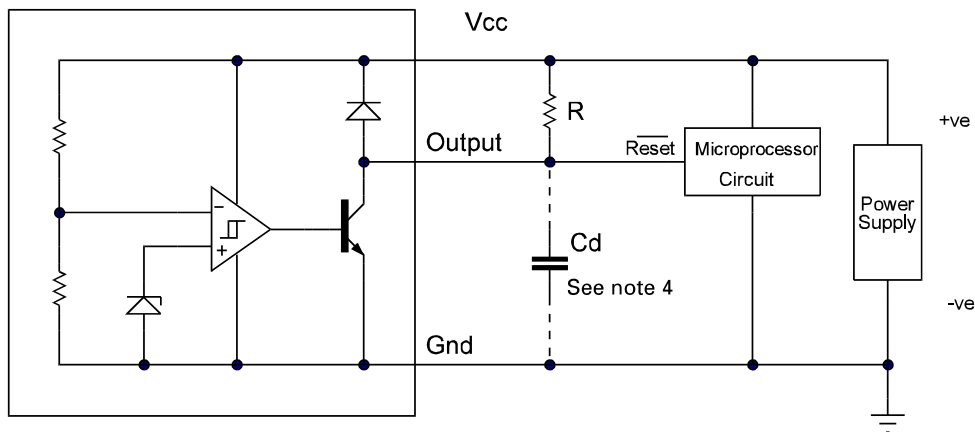 Vcc
R
Output
Reset
Microprocessor
Circuit
+ve
Power
Supply
-
+
Cd
See note 4
-ve
Gnd